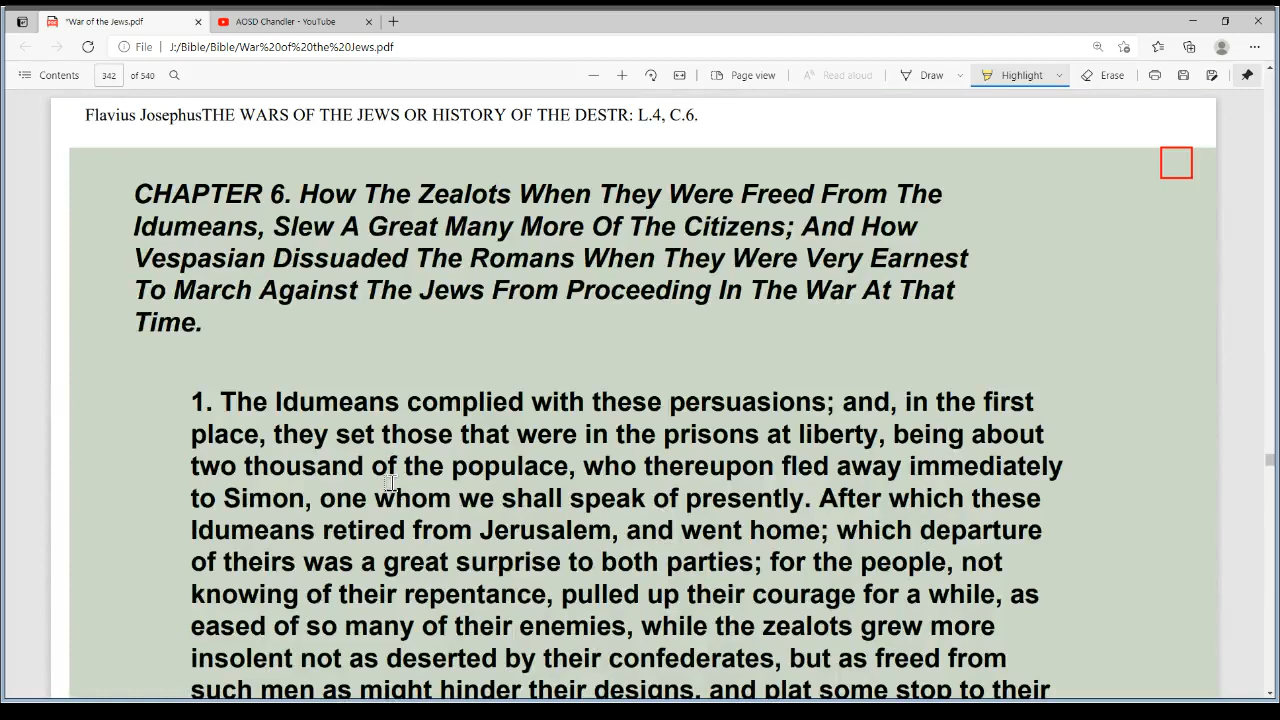 *War of the Jews.pdf
AOSD Chandler - YouTube
File J:/Bible/Bible/War%20of%20the%20Jews.pdf
Contents 342 of 540 Page view Read aloud Draw Highlight Erase
Flavius JosephusTHE WARS OF THE JEWS OR HISTORY OF THE DESTR: L.4, C.6.
CHAPTER 6. How The Zealots When They Were Freed From The
Idumeans, Slew A Great Many More Of The Citizens; And How
Vespasian Dissuaded The Romans When They Were Very Earnest
To March Against The Jews From Proceeding In The War At That
Time.
1. The Idumeans complied with these persuasions; and, in the first
place, they set those that were in the prisons at liberty, being about
two thousand of the populace, who thereupon fled away immediately
to Simon, one whom we shall speak of presently. After which these
Idumeans retired from Jerusalem, and went home; which departure
of theirs was a great surprise to both parties; for the people, not
knowing of their repentance, pulled up their courage for a while, as
eased of so many of their enemies, while the zealots grew more
insolent not as deserted by their confederates, but as freed from
such men as might hinder their designs, and plat some stop to their